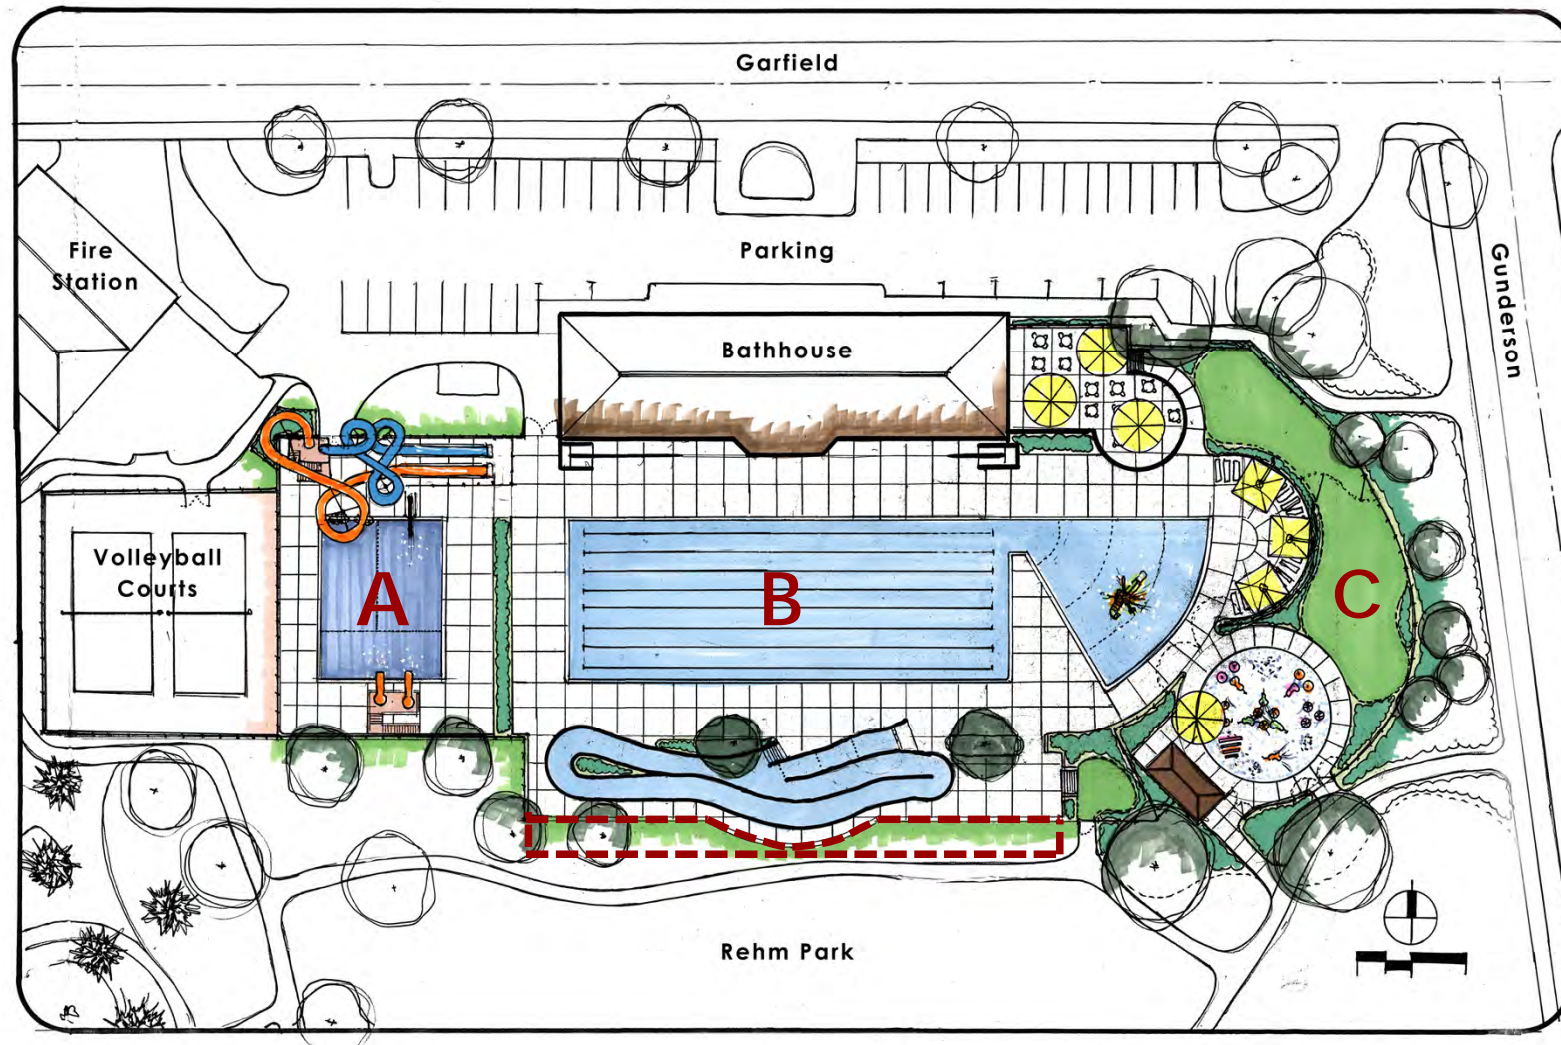 Garfield
Parking
Fire
Station
Gunderson
Bathhouse
Volleyball
Courts
A
B
C
Rehm Park